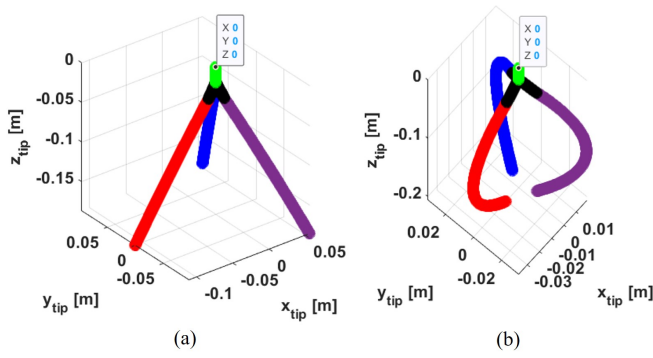 X 0
Y 0
Z 0
0
-0.05
-0.1
-0.15
z_tip [m]
0.05
0
-0.05
y_tip [m]
-0.1
-0.05
0
0.05
x_tip [m]
(a)
X 0
Y 0
Z 0
0
-0.1
-0.2
z_tip [m]
0.02
0
-0.02
y_tip [m]
0.01
0
-0.01
-0.02
-0.03
x_tip [m]
(b)